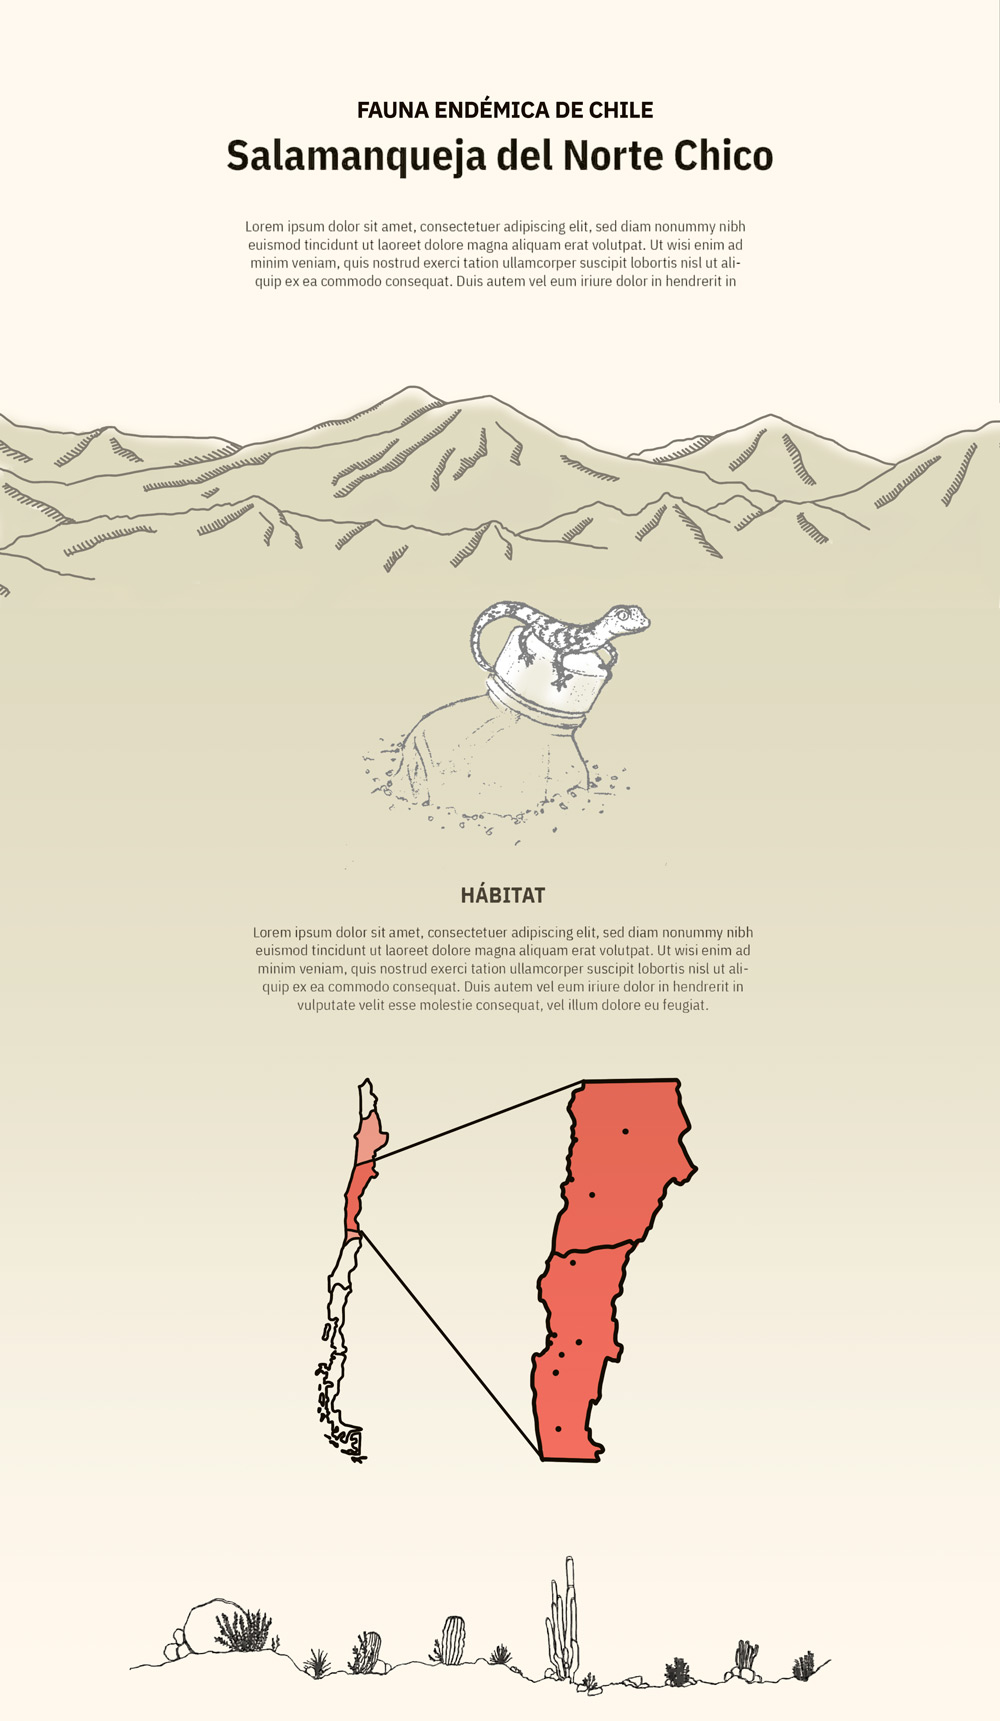 FAUNA ENDÉMICA DE CHILE
Salamanqueja del Norte Chico
Lorem ipsum dolor sit amet, consectetuer adipiscing elit, sed diam nonummy nibh
euismod tincidunt ut laoreet dolore magna aliquam erat volutpat. Ut wisi enim ad
minim veniam, quis nostrud exerci tation ullamcorper suscipit lobortis nisl ut ali-
quip ex ea commodo consequat. Duis autem vel eum iriure dolor in hendrerit in
HÁBITAT
Lorem ipsum dolor sit amet, consectetuer adipiscing elit, sed diam nonummy nibh
euismod tincidunt ut laoreet dolore magna aliquam erat volutpat. Ut wisi enim ad
minim veniam, quis nostrud exerci tation ullamcorper suscipit lobortis nisl ut ali-
quip ex ea commodo consequat. Duis autem vel eum iriure dolor in hendrerit in
vulputate velit esse molestie consequat, vel illum dolore eu feugiat.